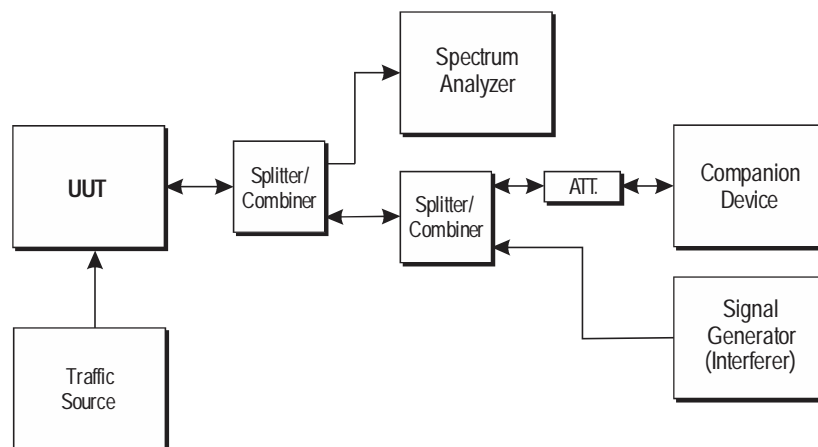 Spectrum
Analyzer
UUT
Splitter/
Combiner
Splitter/
Combiner
ATT.
Companion
Device
Signal
Generator
(Interferer)
Traffic
Source